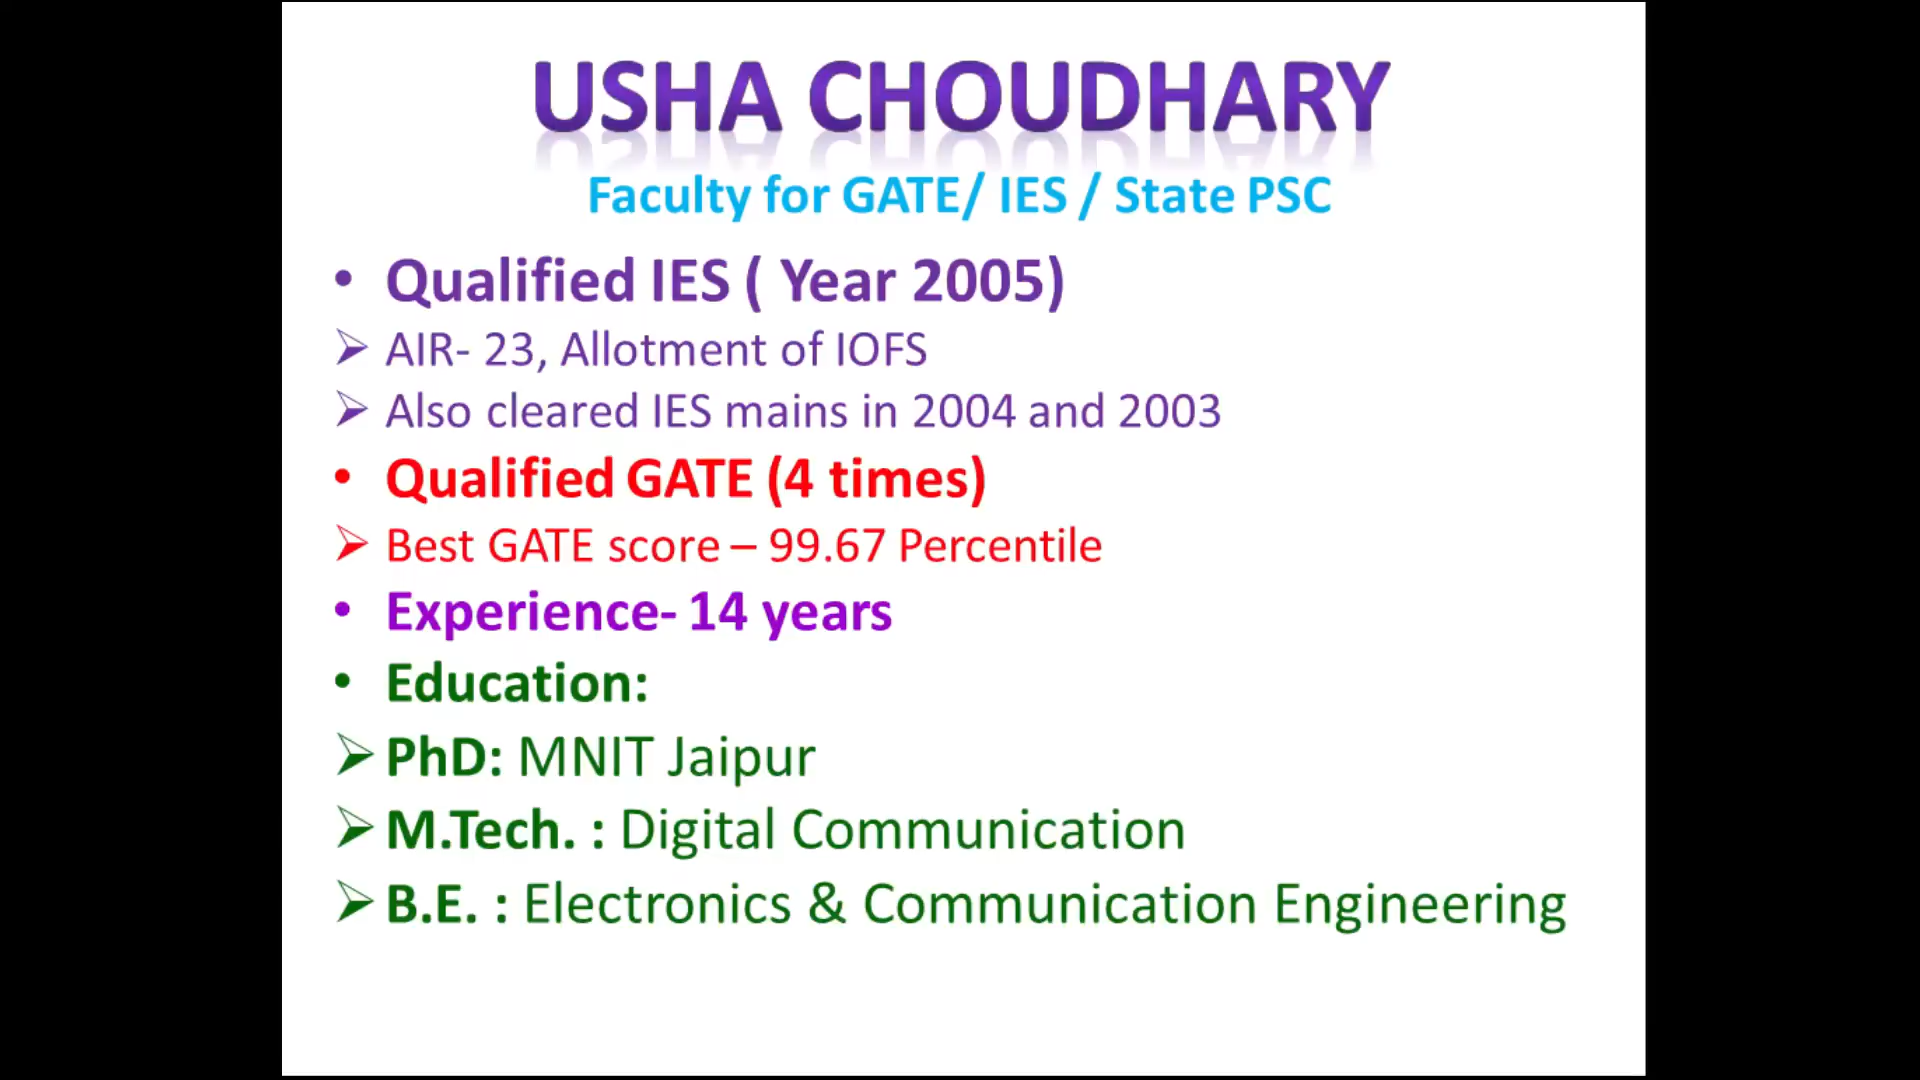 USHA CHOUDHARY
Faculty for GATE/ IES / State PSC
• Qualified IES ( Year 2005)
➢ AIR- 23, Allotment of IOFS
➢ Also cleared IES mains in 2004 and 2003
• Qualified GATE (4 times)
➢ Best GATE score – 99.67 Percentile
• Experience- 14 years
• Education:
➢ PhD: MNIT Jaipur
➢ M.Tech. : Digital Communication
➢ B.E. : Electronics & Communication Engineering